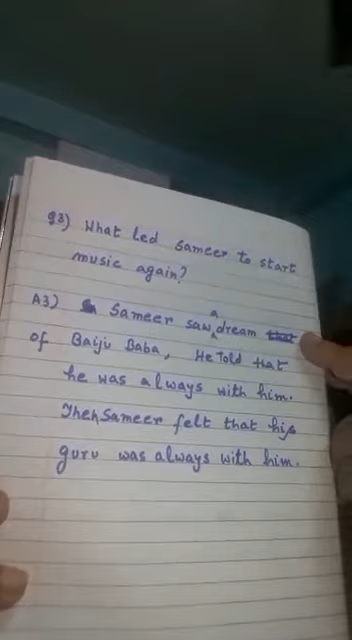 Q3) What led Sameer to start
music again?
A3) Sameer saw a dream that
of Baiju Baba, He Told that
he was always with him.
Then Sameer felt that his
guru was always with him.